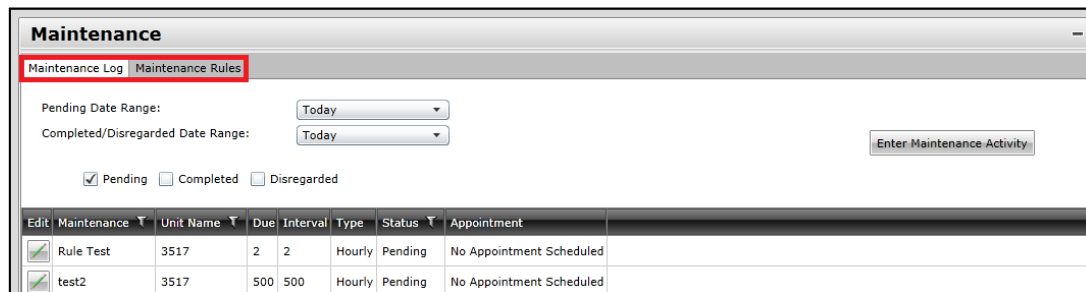 Maintenance
Maintenance Log Maintenance Rules
Pending Date Range: Today
Completed/Disregarded Date Range: Today
Enter Maintenance Activity
Pending Completed Disregarded
Edit Maintenance Unit Name Due Interval Type Status Appointment
Rule Test 3517 2 2 Hourly Pending No Appointment Scheduled
test2 3517 500 500 Hourly Pending No Appointment Scheduled